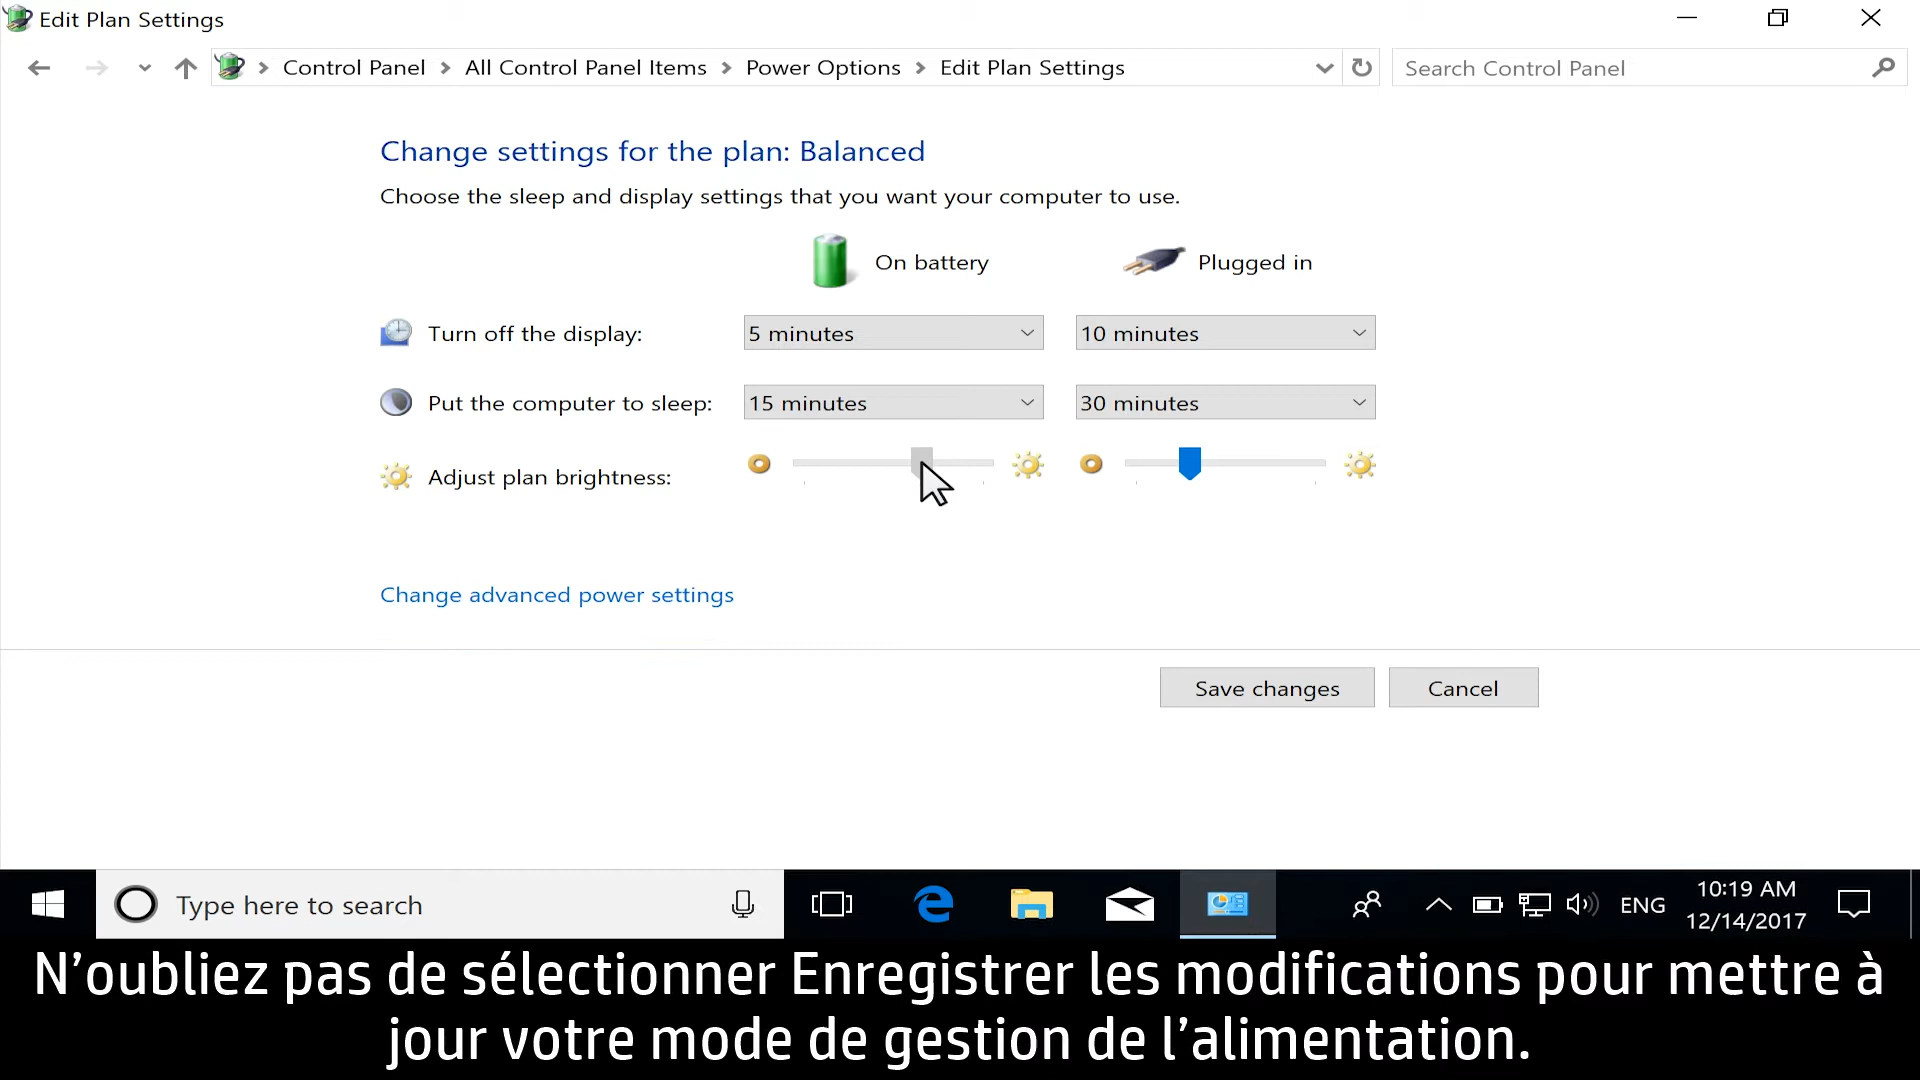 Edit Plan Settings
Control Panel > All Control Panel Items > Power Options > Edit Plan Settings
Search Control Panel
Change settings for the plan: Balanced
Choose the sleep and display settings that you want your computer to use.
On battery
Plugged in
Turn off the display: 5 minutes 10 minutes
Put the computer to sleep: 15 minutes 30 minutes
Adjust plan brightness:
Change advanced power settings
Save changes
Cancel
Type here to search
ENG
10:19 AM
12/14/2017
N’oubliez pas de sélectionner Enregistrer les modifications pour mettre à
jour votre mode de gestion de l’alimentation.